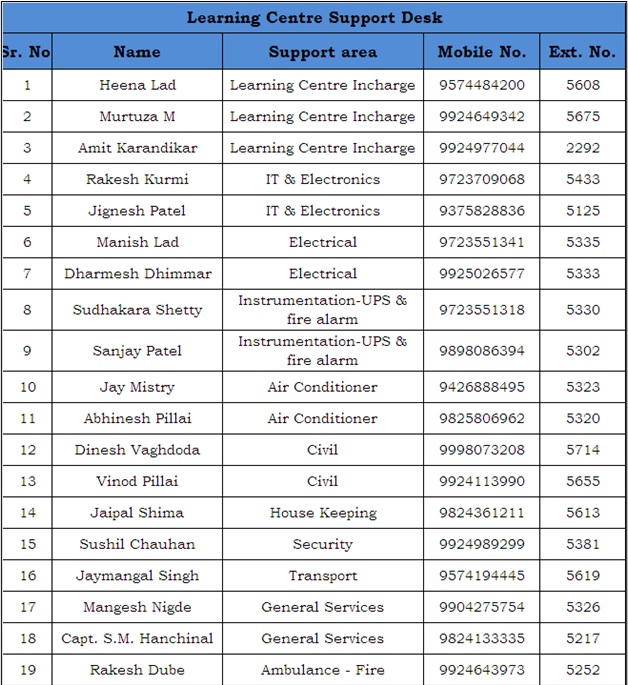 Learning Centre Support Desk
Sr. No Name Support area Mobile No. Ext. No.
1 Heena Lad Learning Centre Incharge 9574484200 5608
2 Murtuza M Learning Centre Incharge 9924649342 5675
3 Amit Karandikar Learning Centre Incharge 9924977044 2292
4 Rakesh Kurmi IT & Electronics 9723709068 5433
5 Jignesh Patel IT & Electronics 9375828836 5125
6 Manish Lad Electrical 9723551341 5335
7 Dharmesh Dhimmar Electrical 9925026577 5333
8 Sudhakara Shetty Instrumentation-UPS & fire alarm 9723551318 5330
9 Sanjay Patel Instrumentation-UPS & fire alarm 9898086394 5302
10 Jay Mistry Air Conditioner 9426888495 5323
11 Abhinesh Pillai Air Conditioner 9825806962 5320
12 Dinesh Vaghdoda Civil 9998073208 5714
13 Vinod Pillai Civil 9924113990 5655
14 Jaipal Shima House Keeping 9824361211 5613
15 Sushil Chauhan Security 9924989299 5381
16 Jaymangal Singh Transport 9574194445 5619
17 Mangesh Nigde General Services 9904275754 5326
18 Capt. S.M. Hanchinal General Services 9824133335 5217
19 Rakesh Dube Ambulance - Fire 9924643973 5252